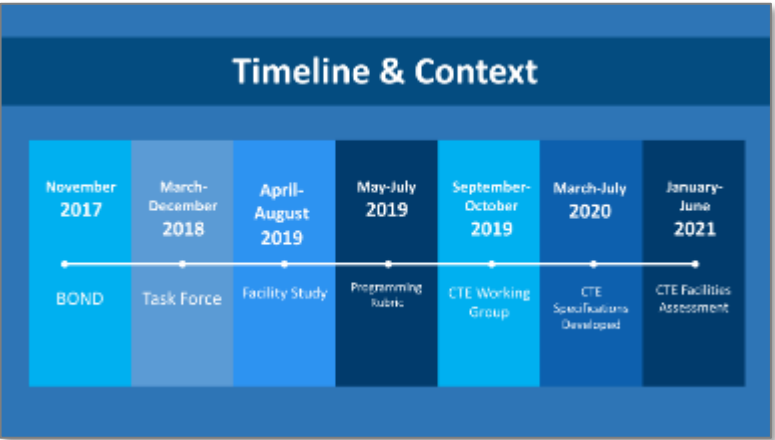 Timeline & Context
November
2017
BOND
March-
December
2018
Task Force
April-
August
2019
Facility Study
May-July
2019
Programming
Rubric
September-
October
2019
CTE Working
Group
March-July
2020
CTE
Specifications
Developed
January-
June
2021
CTE Facilities
Assessment